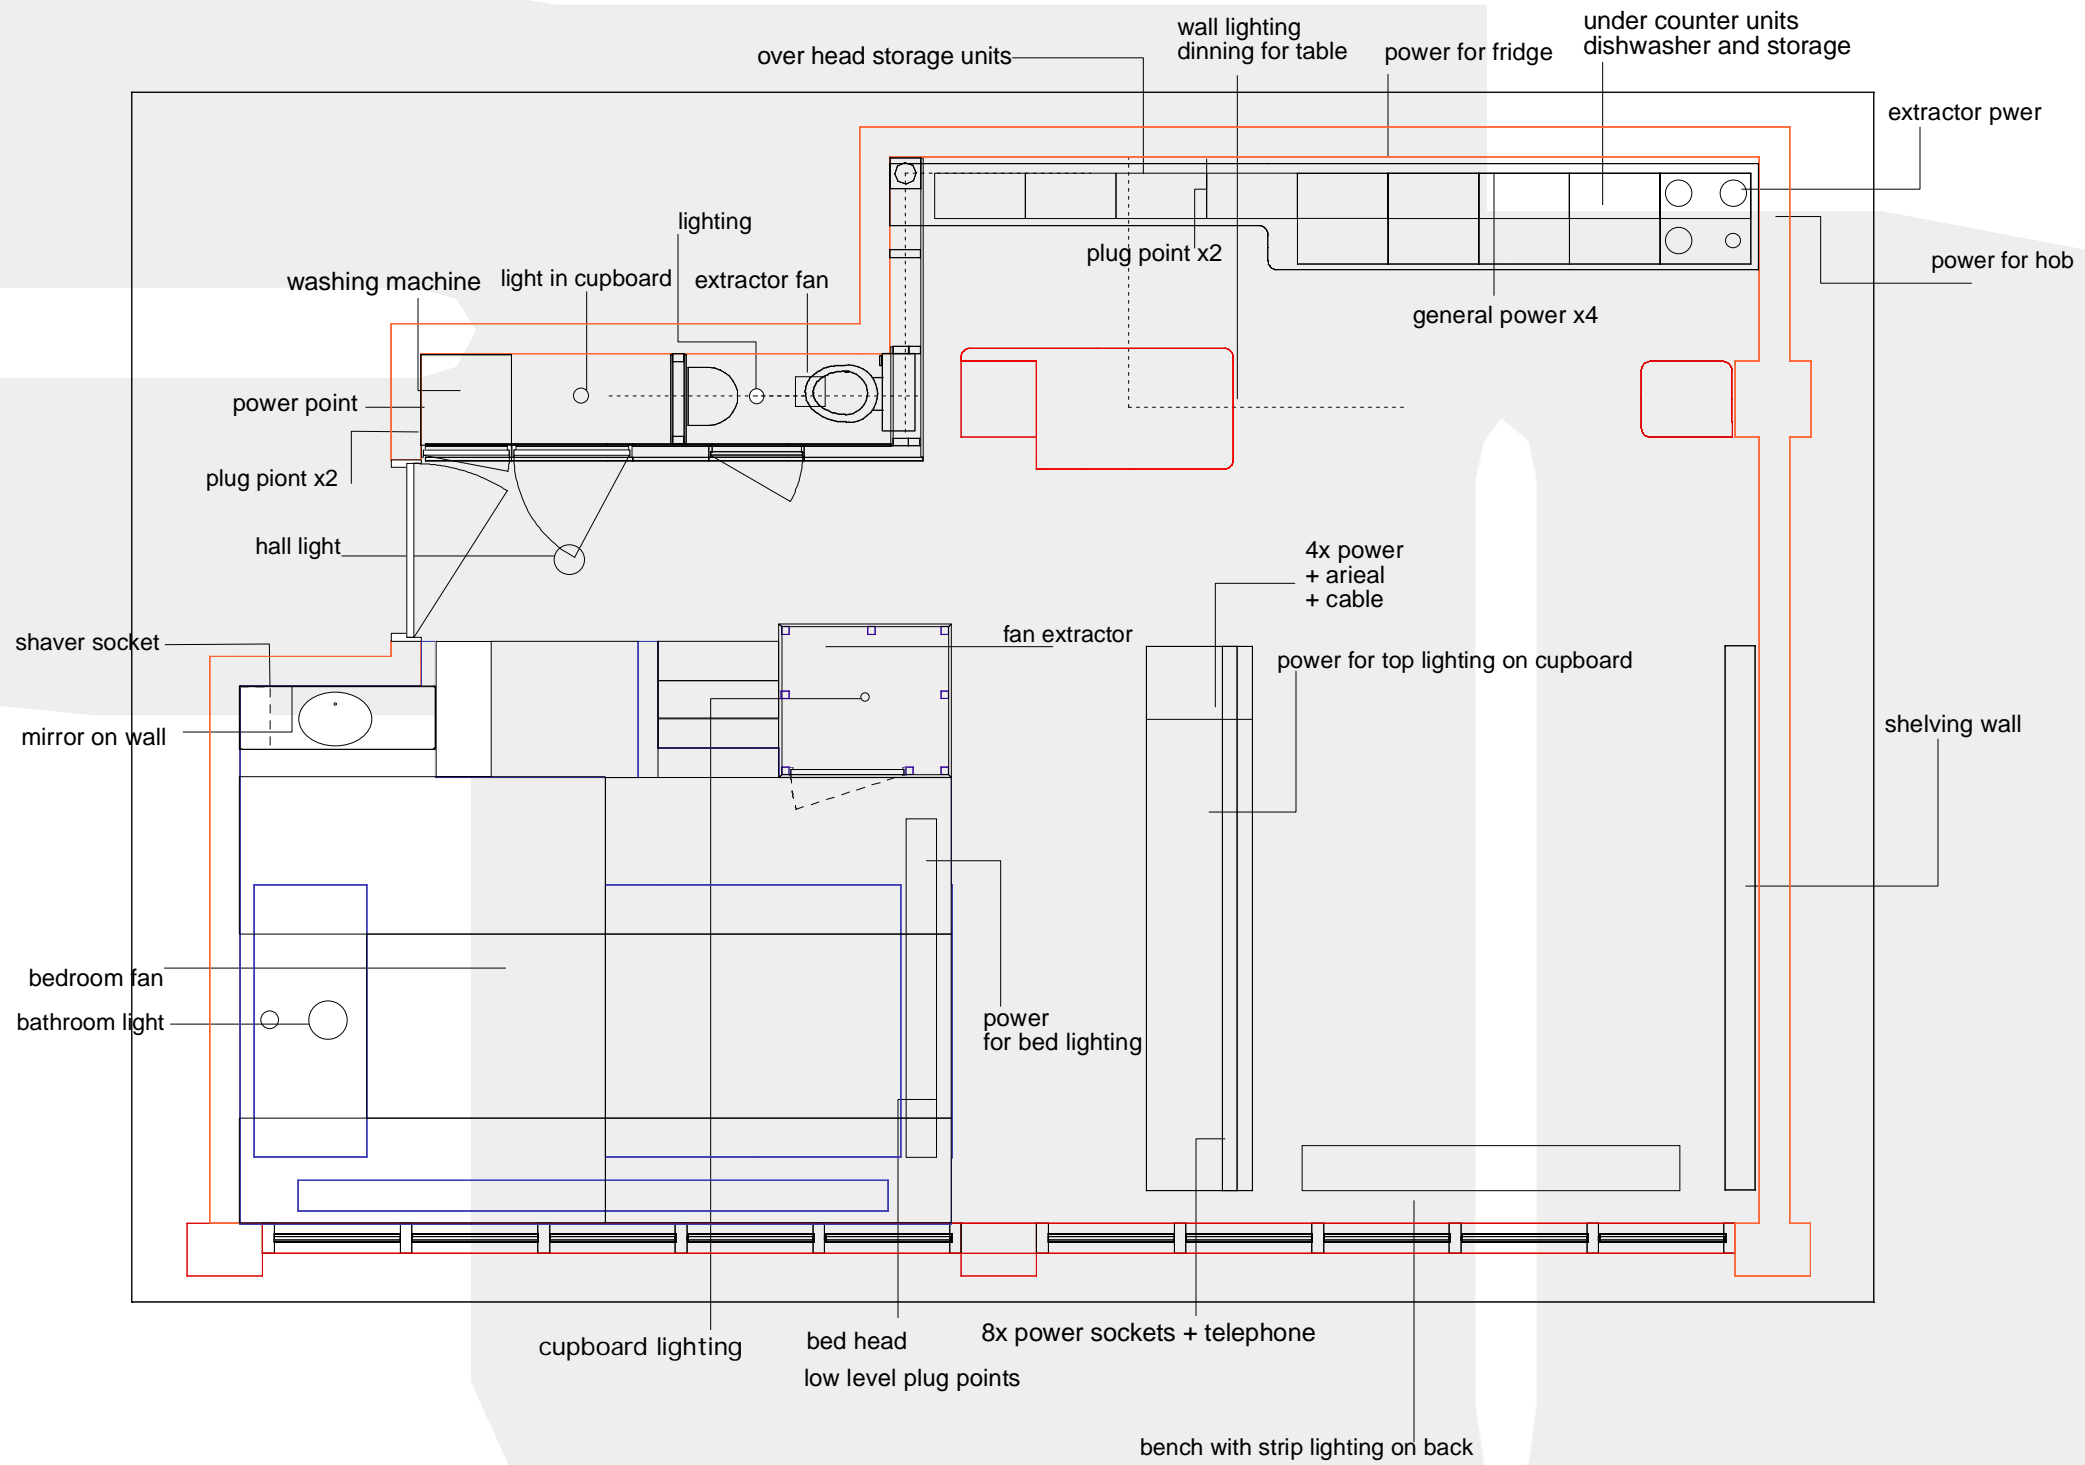 under counter units
dishwasher and storage
wall lighting
dinning for table
over head storage units
power for fridge
extractor pwer
lighting
plug point x2
power for hob
washing machine
light in cupboard
extractor fan
general power x4
power point
plug piont x2
hall light
4x power
+ arieal
+ cable
shaver socket
fan extractor
power for top lighting on cupboard
mirror on wall
shelving wall
bedroom fan
bathroom light
power
for bed lighting
cupboard lighting
bed head
low level plug points
8x power sockets + telephone
bench with strip lighting on back